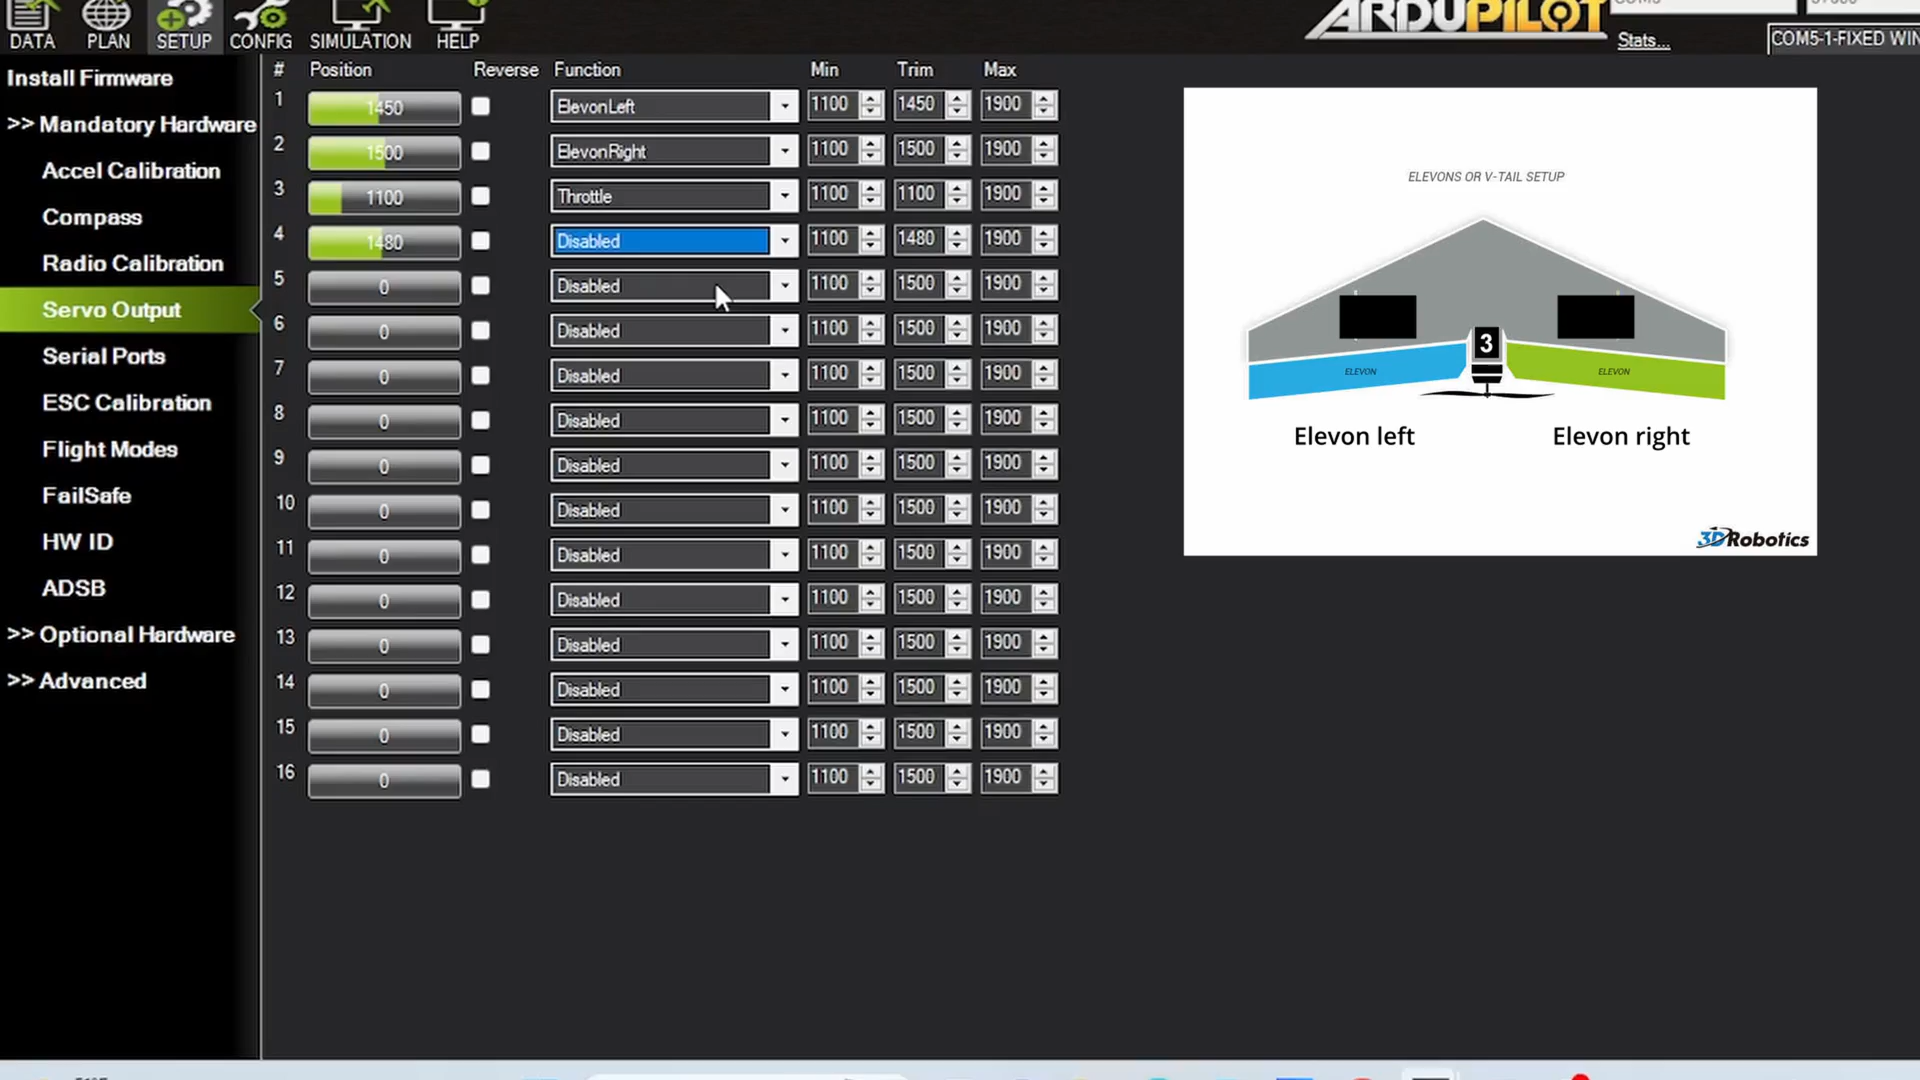 DATA PLAN SETUP CONFIG SIMULATION HELP
ARDUPILOT
Stats...
COM5-1-FIXED WIN
Install Firmware
>> Mandatory Hardware
Accel Calibration
Compass
Radio Calibration
Servo Output
Serial Ports
ESC Calibration
Flight Modes
FailSafe
HW ID
ADSB
>> Optional Hardware
>> Advanced
# Position Reverse Function Min Trim Max
1 1450 ElevonLeft 1100 1450 1900
2 1500 ElevonRight 1100 1500 1900
3 1100 Throttle 1100 1100 1900
4 1480 Disabled 1100 1480 1900
5 0 Disabled 1100 1500 1900
6 0 Disabled 1100 1500 1900
7 0 Disabled 1100 1500 1900
8 0 Disabled 1100 1500 1900
9 0 Disabled 1100 1500 1900
10 0 Disabled 1100 1500 1900
11 0 Disabled 1100 1500 1900
12 0 Disabled 1100 1500 1900
13 0 Disabled 1100 1500 1900
14 0 Disabled 1100 1500 1900
15 0 Disabled 1100 1500 1900
16 0 Disabled 1100 1500 1900
ELEVONS OR V-TAIL SETUP
3
ELEVON ELEVON
Elevon left Elevon right
3DRobotics